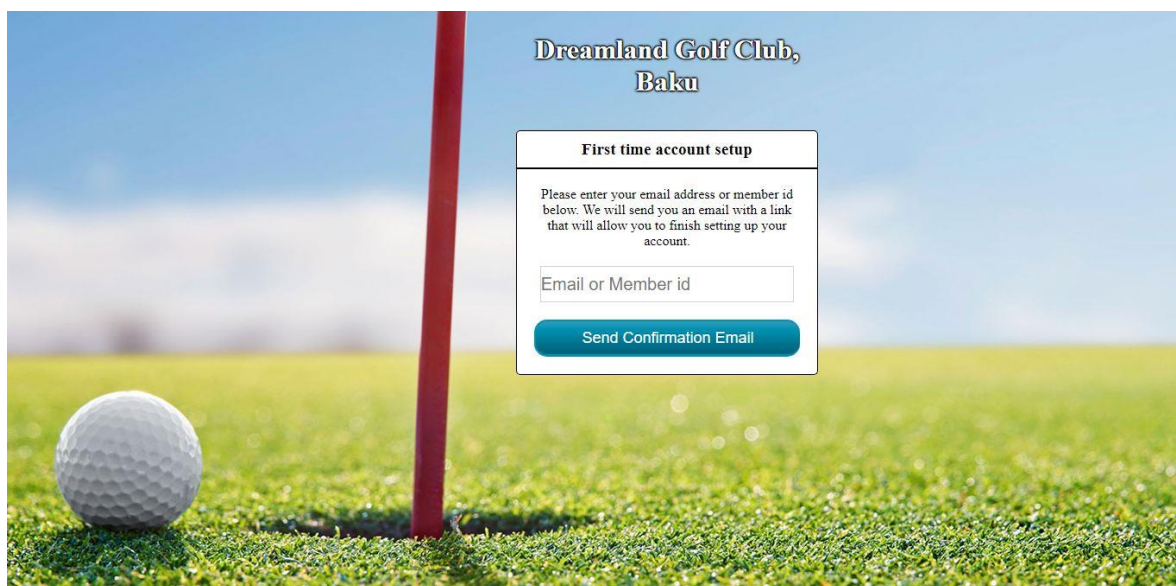 Dreamland Golf Club,
Baku
First time account setup
Please enter your email address or member id
below. We will send you an email with a link
that will allow you to finish setting up your
account.
Email or Member id
Send Confirmation Email